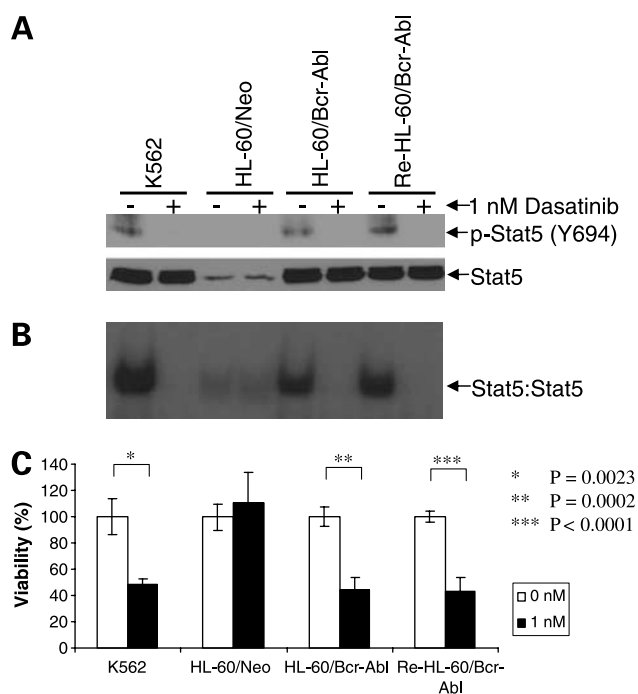 A
K562
HL-60/Neo
HL-60/Bcr-Abl
Re-HL-60/Bcr-Abl
- + - + - + - + 1 nM Dasatinib
p-Stat5 (Y694)
Stat5
B
Stat5:Stat5
C
Viability (%)
140
120
100
80
60
40
20
0
*
**
***
* P = 0.0023
** P = 0.0002
*** P < 0.0001
0 nM
1 nM
K562
HL-60/Neo
HL-60/Bcr-Abl
Re-HL-60/Bcr-
Abl